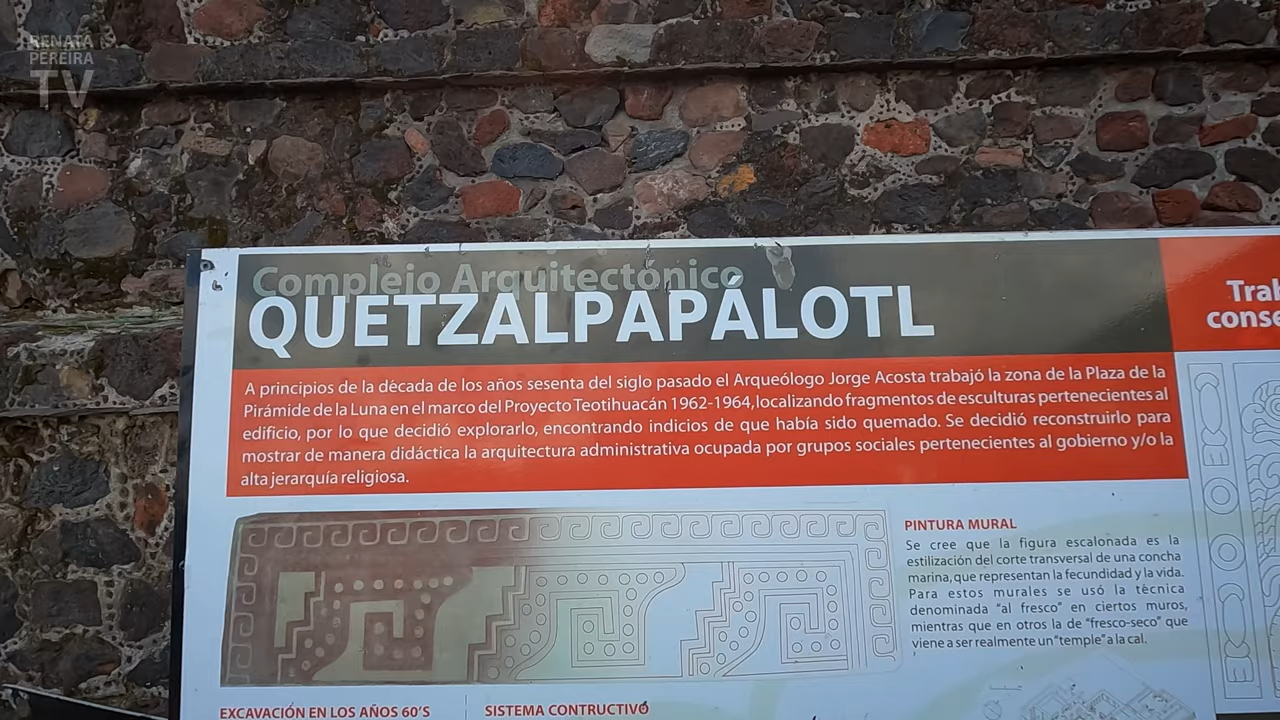 RENATA
PEREIRA
TV
Complejo Arquitectónico
QUETZALPAPÁLOTL
A principios de la década de los años sesenta del siglo pasado el Arqueólogo Jorge Acosta trabajó la zona de la Plaza de la
Pirámide de la Luna en el marco del Proyecto Teotihuacán 1962-1964, localizando fragmentos de esculturas pertenecientes al
edificio, por lo que decidió explorarlo, encontrando indicios de que había sido quemado. Se decidió reconstruirlo para
mostrar de manera didáctica la arquitectura administrativa ocupada por grupos sociales pertenecientes al gobierno y/o la
alta jerarquía religiosa.
Trab
conse
PINTURA MURAL
Se cree que la figura escalonada es la
estilización del corte transversal de una concha
marina, que representan la fecundidad y la vida.
Para estos murales se usó la técnica
denominada "al fresco" en ciertos muros,
mientras que en otros la de "fresco-seco" que
viene a ser realmente un "temple" a la cal.
EXCAVACIÓN EN LOS AÑOS 60'S
SISTEMA CONTRUCTIVO